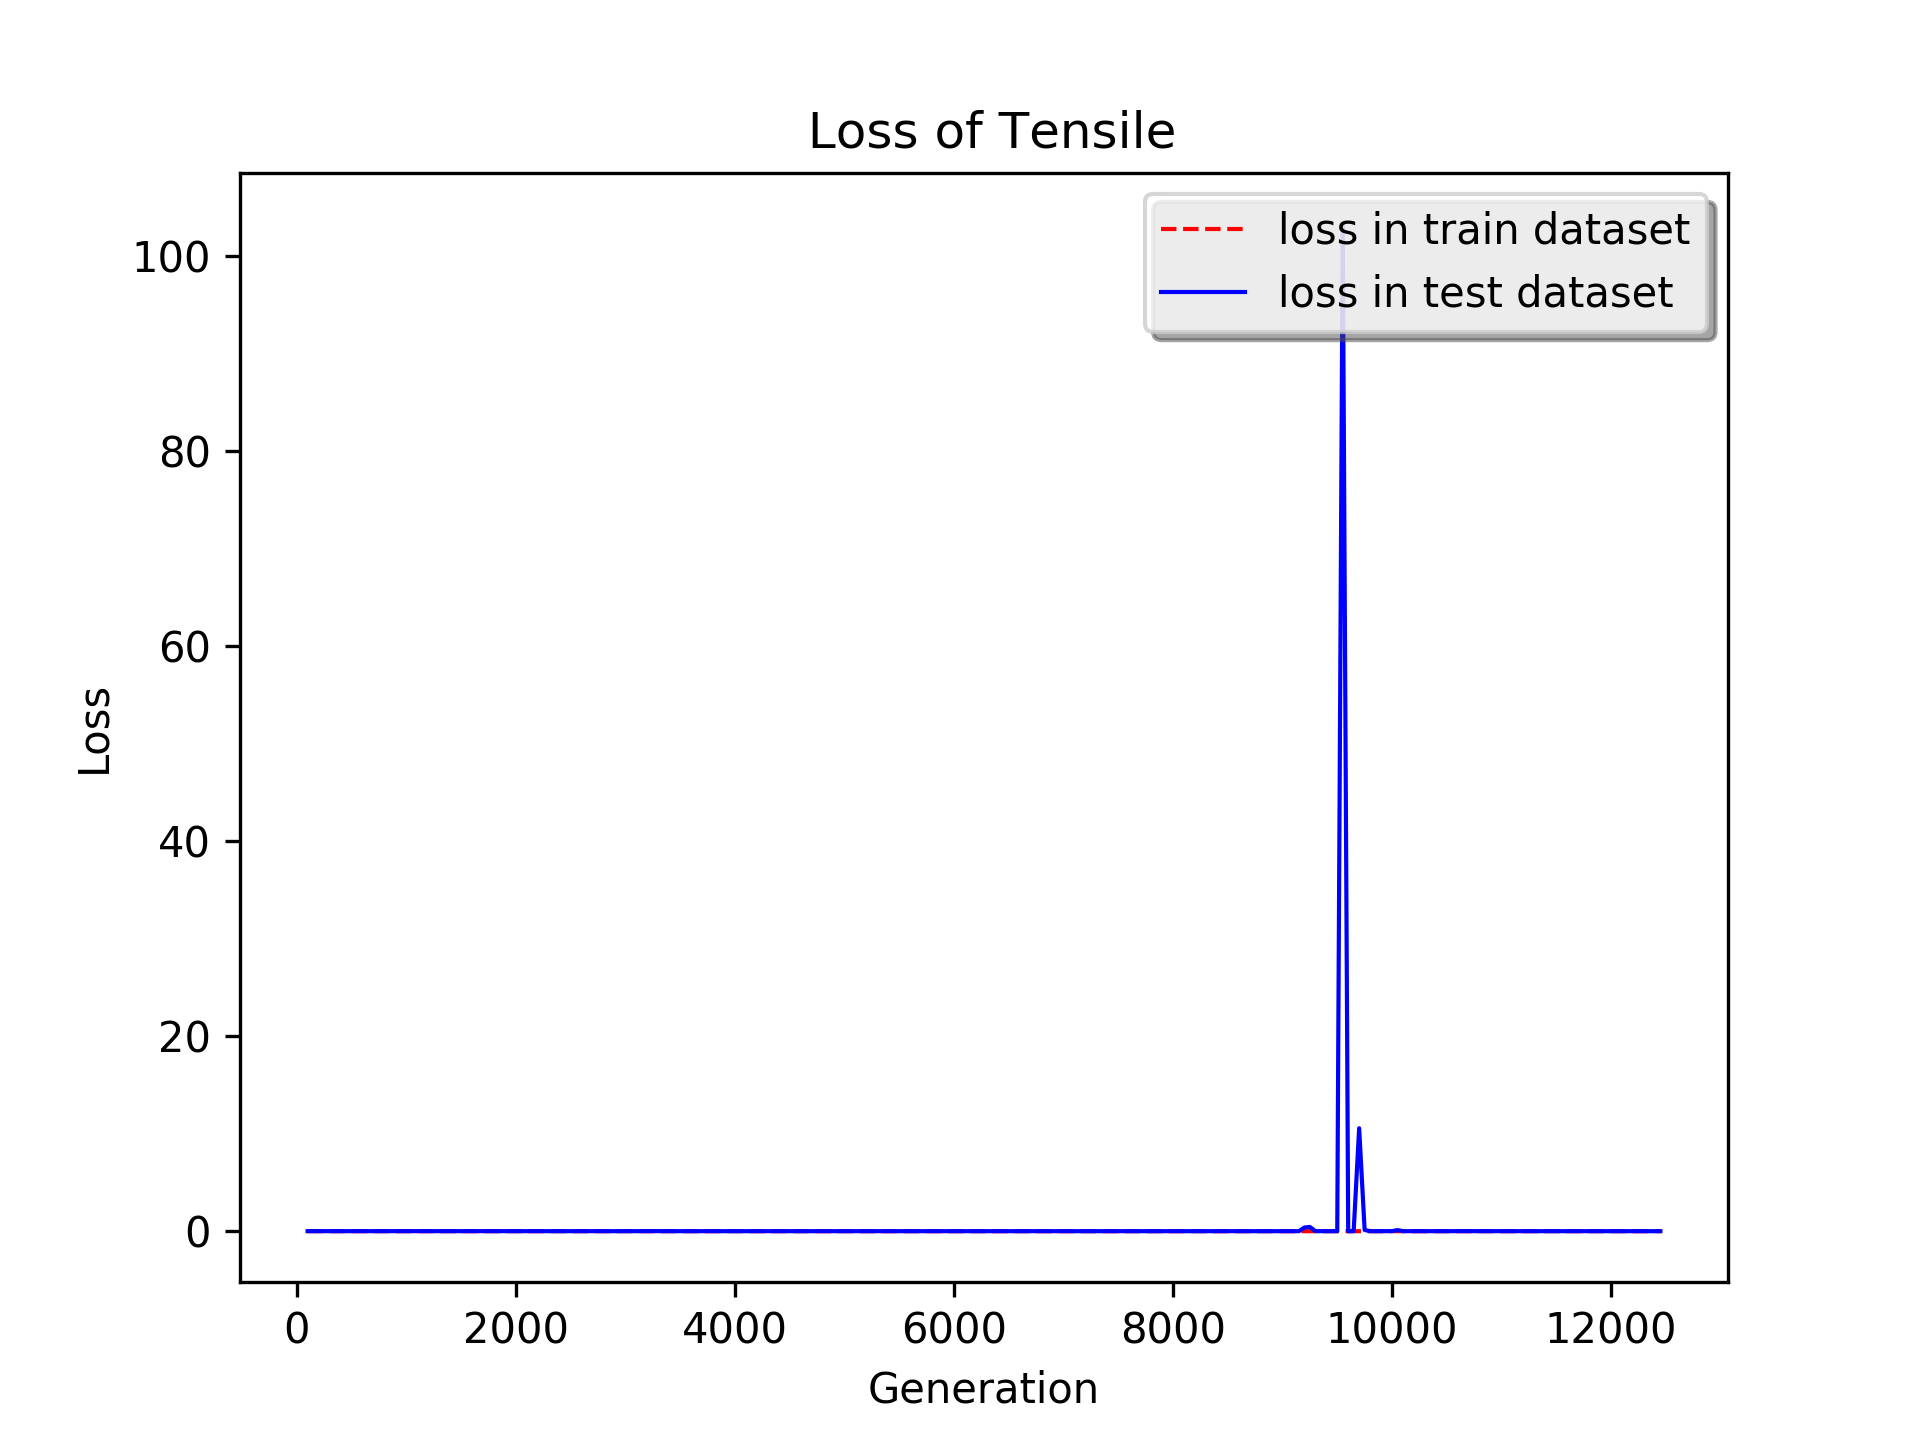 Loss of Tensile
loss in train dataset
loss in test dataset
100
80
60
40
20
0
Loss
0 2000 4000 6000 8000 10000 12000
Generation